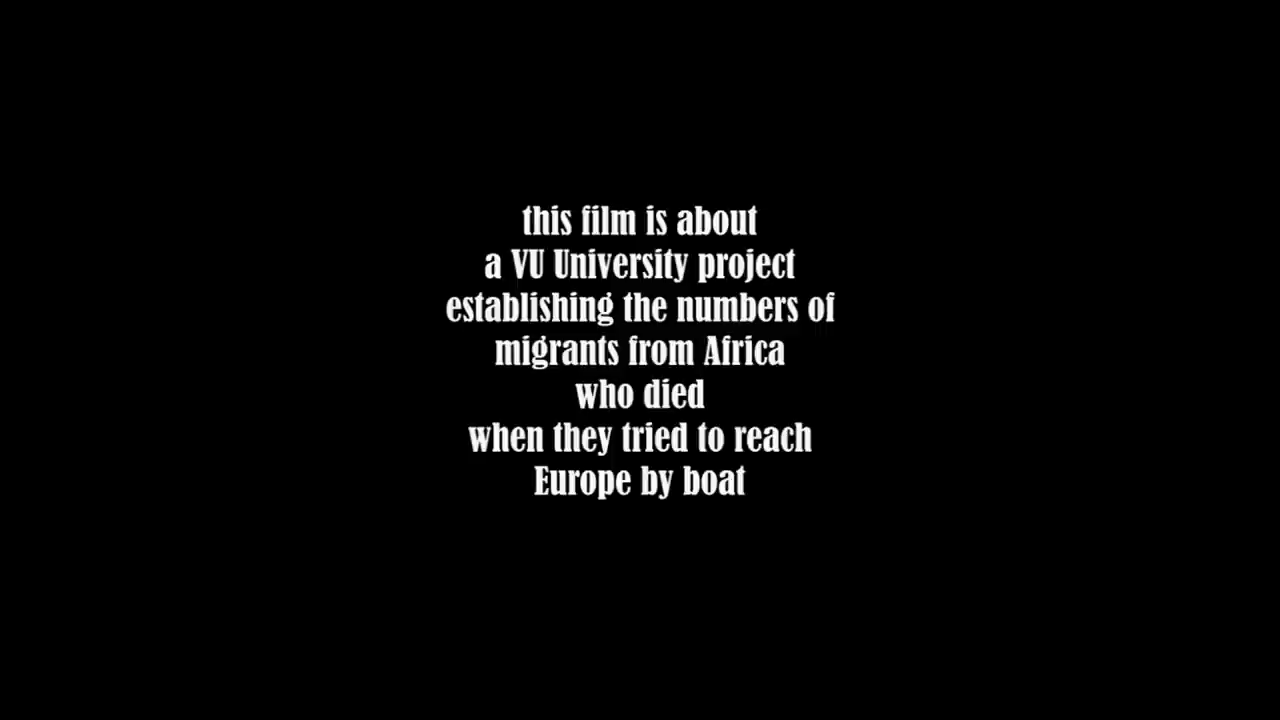 this film is about
a VU University project
establishing the numbers of
migrants from Africa
who died
when they tried to reach
Europe by boat